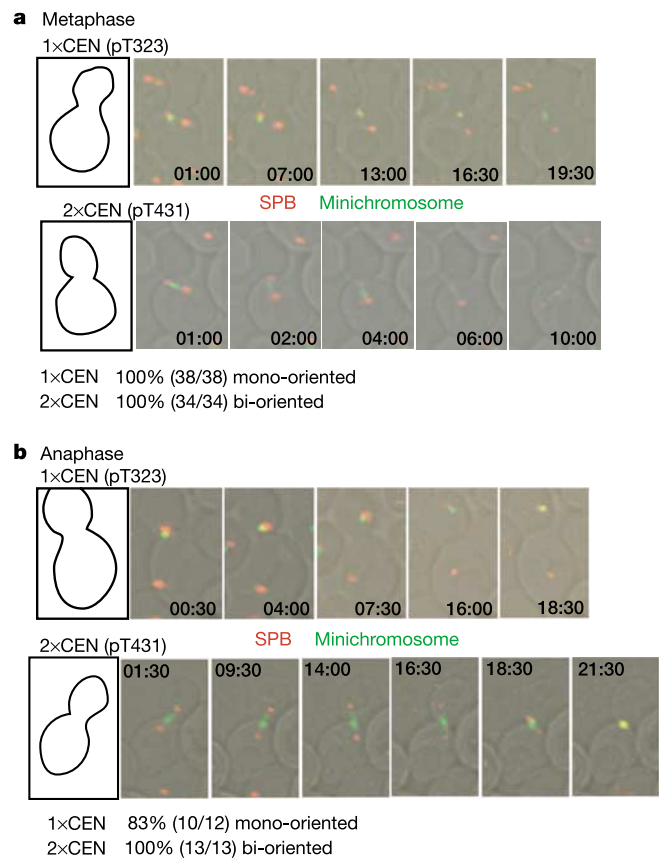 a Metaphase
1×CEN (pT323)
01:00 07:00 13:00 16:30 19:30
SPB Minichromosome
2×CEN (pT431)
01:00 02:00 04:00 06:00 10:00
1×CEN 100% (38/38) mono-oriented
2×CEN 100% (34/34) bi-oriented
b Anaphase
1×CEN (pT323)
00:30 04:00 07:30 16:00 18:30
SPB Minichromosome
2×CEN (pT431)
01:30 09:30 14:00 16:30 18:30 21:30
1×CEN 83% (10/12) mono-oriented
2×CEN 100% (13/13) bi-oriented